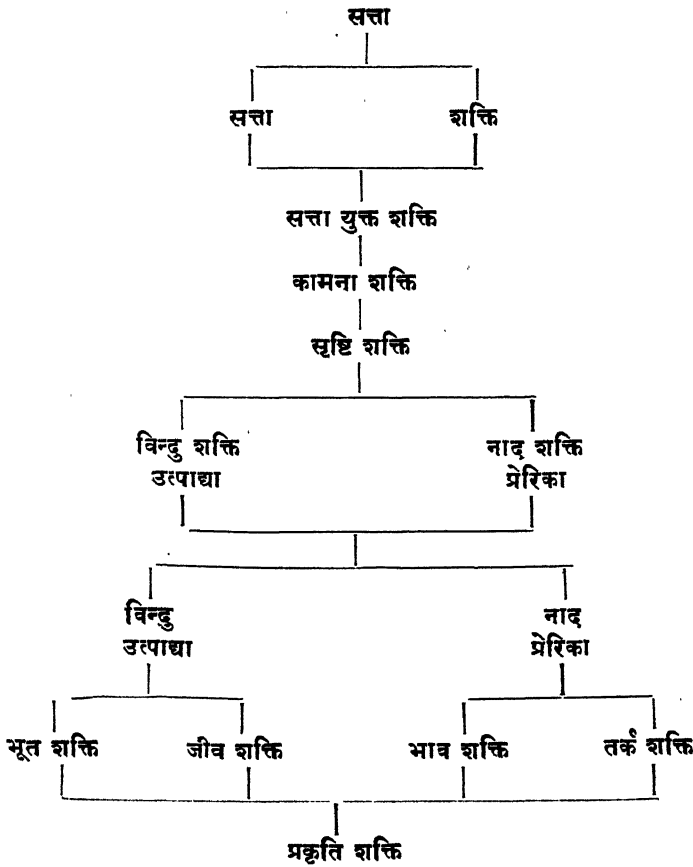 सत्ता
सत्ता शक्ति
सत्ता युक्त शक्ति
कामना शक्ति
सृष्टि शक्ति
विन्दु शक्ति नाद शक्ति
उत्पाद्या प्रेरिका
विन्दु नाद
उत्पाद्या प्रेरिका
भूत शक्ति जीव शक्ति भाव शक्ति तर्क शक्ति
प्रकृति शक्ति